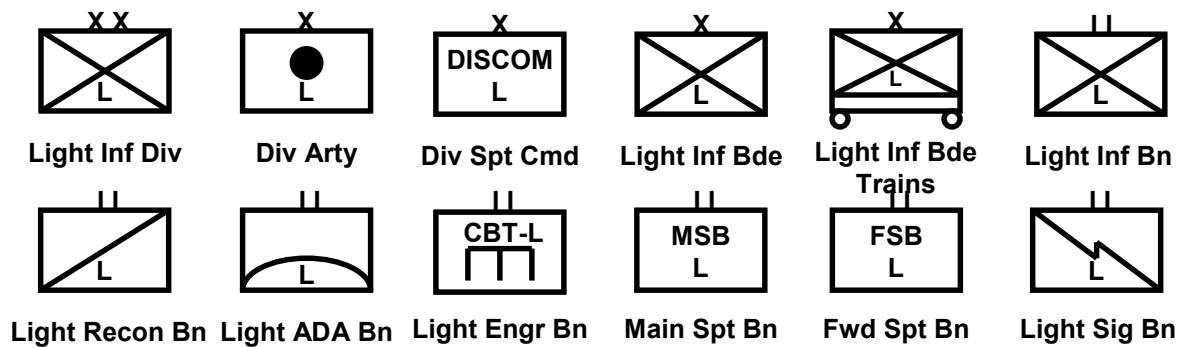 X X X X X X I I
DISCOM
L L L L L L
Light Inf Div Div Arty Div Spt Cmd Light Inf Bde Light Inf Bde Trains Light Inf Bn
I I I I I I I I I I I I
CBT-L MSB FSB
L L L L L
Light Recon Bn Light ADA Bn Light Engr Bn Main Spt Bn Fwd Spt Bn Light Sig Bn